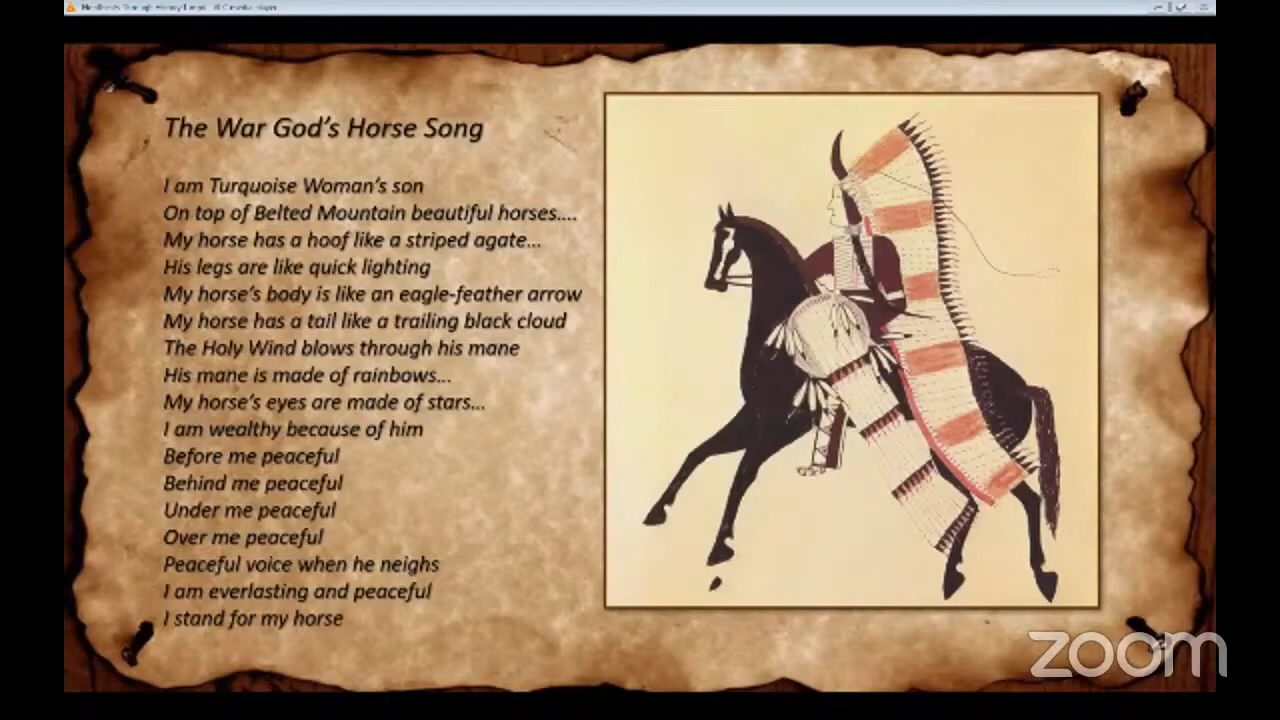 The War God's Horse Song
I am Turquoise Woman's son
On top of Belted Mountain beautiful horses....
My horse has a hoof like a striped agate...
His legs are like quick lighting
My horse's body is like an eagle-feather arrow
My horse has a tail like a trailing black cloud
The Holy Wind blows through his mane
His mane is made of rainbows...
My horse's eyes are made of stars...
I am wealthy because of him
Before me peaceful
Behind me peaceful
Under me peaceful
Over me peaceful
Peaceful voice when he neighs
I am everlasting and peaceful
I stand for my horse
zoom